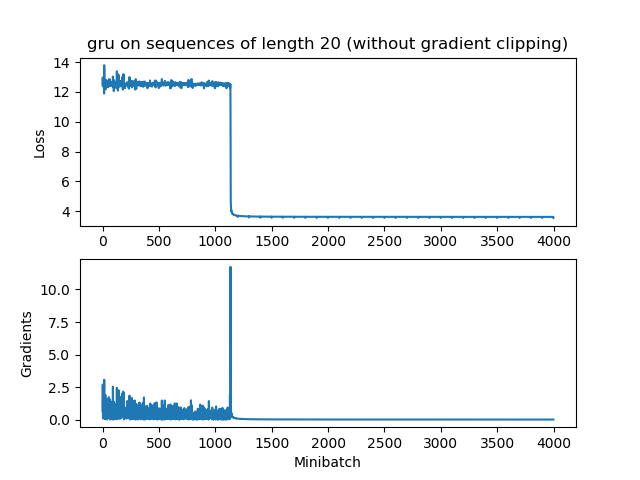 gru on sequences of length 20 (without gradient clipping)
14
12
10
8
6
4
Loss
0 500 1000 1500 2000 2500 3000 3500 4000
10.0
7.5
5.0
2.5
0.0
Gradients
0 500 1000 1500 2000 2500 3000 3500 4000
Minibatch